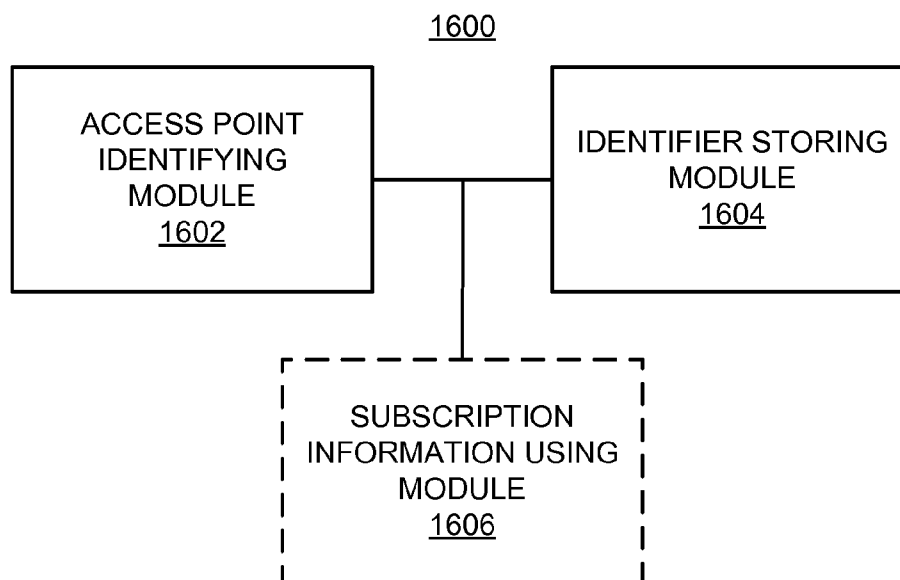 1600
ACCESS POINT
IDENTIFYING
MODULE
1602
IDENTIFIER STORING
MODULE
1604
SUBSCRIPTION
INFORMATION USING
MODULE
1606